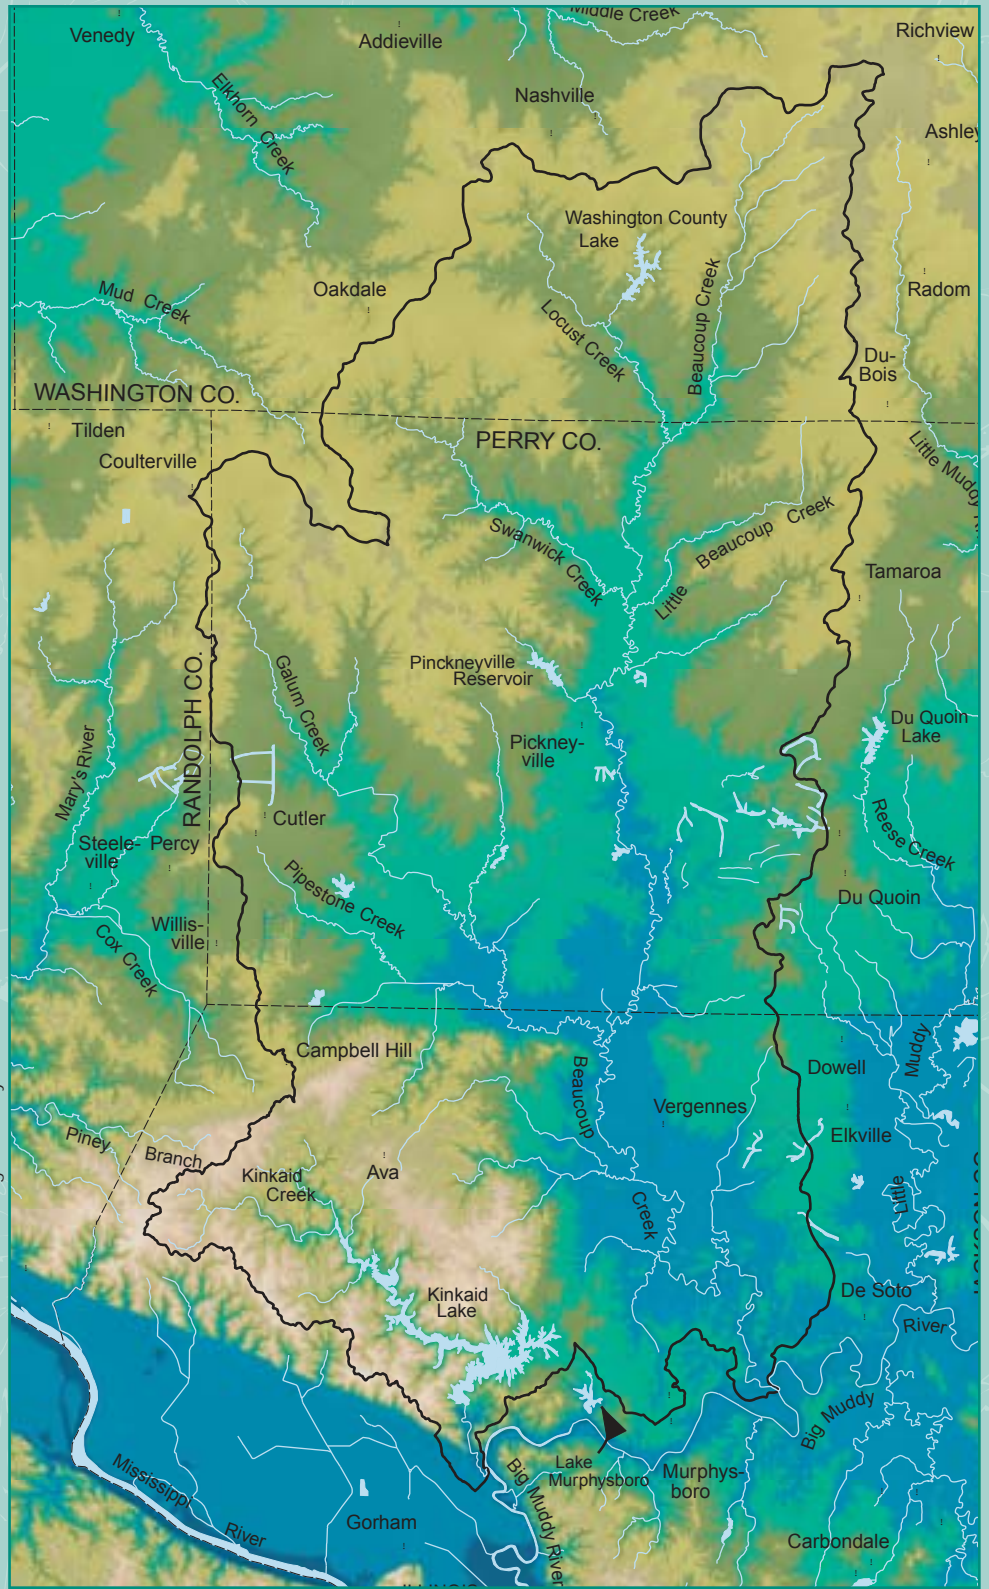 Middle Creek
Venedy
Addieville
Richview
Elkhorn Creek
Nashville
Ashley
Washington County
Lake
Oakdale
Radom
Mud Creek
Locust Creek
Beaucoup Creek
Du-
Bois
WASHINGTON CO.
Tilden
PERRY CO.
Coulterville
Little Muddy
Swanwick Creek
Little Beaucoup Creek
Tamaroa
RANDOLPH CO.
Galum Creek
Pinckneyville
Reservoir
Mary's River
Du Quoin
Lake
Pickney-
ville
Cutler
Reese Creek
Steele-
ville
Percy
Pipestone Creek
Du Quoin
Willis-
ville
Cox Creek
Campbell Hill
Beaucoup
Creek
Dowell
Muddy
Little
Vergennes
Elkville
Piney Branch
Ava
Kinkaid
Creek
Kinkaid
Lake
De Soto
River
Big Muddy
Lake
Murphysboro
Murphys-
boro
Big Muddy River
Mississippi
River
Gorham
Carbondale